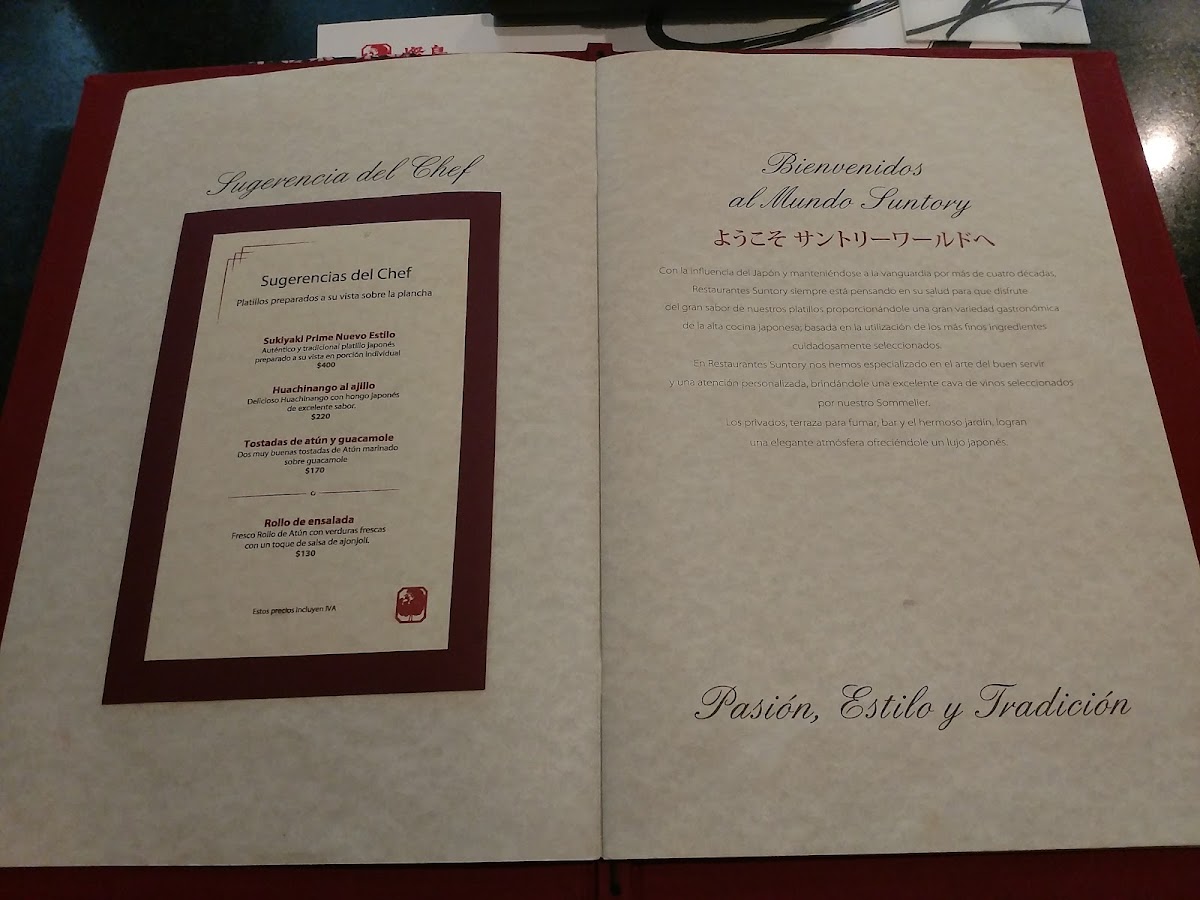 Sugerencia del Chef
Sugerencias del Chef
Platillos preparados a su vista sobre la plancha
Sukiyaki Prime Nuevo Estilo
Auténtico y tradicional platillo Japonés
preparado a su vista en porción individual
$400
Huachinango al ajillo
Delicioso Huachinango con hongo japonés
de excelente sabor.
$220
Tostadas de atún y guacamole
Dos muy buenas tostadas de Atún marinado
sobre guacamole
$170
Rollo de ensalada
Fresco Rollo de Atún con verduras frescas
con un toque de salsa de ajonjolí.
$130
Estos precios incluyen IVA
Bienvenidos
al Mundo Suntory
ようこそ サントリーワールドへ
Con la influencia del Japón y manteniéndose a la vanguardia por más de cuatro décadas,
Restaurantes Suntory siempre está pensando en su salud para que disfrute
del gran sabor de nuestros platillos proporcionándole una gran variedad gastronómica
de la alta cocina japonesa; basada en la utilización de los más finos ingredientes
cuidadosamente seleccionados.
En Restaurantes Suntory nos hemos especializado en el arte del buen servir
y una atención personalizada, brindándole una excelente cava de vinos seleccionados
por nuestro Sommelier.
Los privados, terraza para fumar, bar y el hermoso jardín, logran
una elegante atmósfera ofreciéndole un lujo japonés.
Pasión, Estilo y Tradición